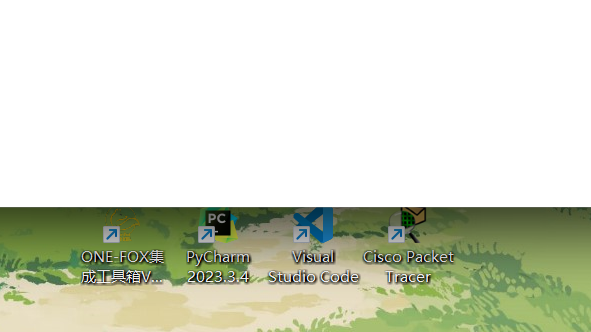 PC
ONE-FOX集
成工具箱V...
PyCharm
2023.3.4
Visual
Studio Code
Cisco Packet
Tracer